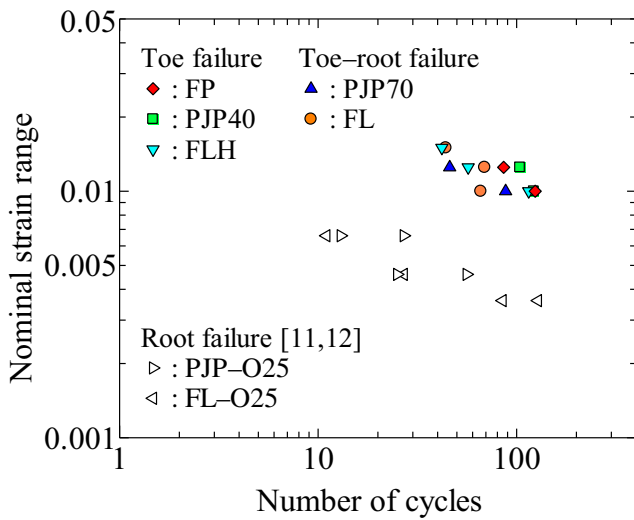 0.05
Toe failure
: FP
: PJP40
: FLH
Toe–root failure
: PJP70
: FL
0.01
0.005
Root failure [11,12]
: PJP–O25
: FL–O25
0.001
1
10
100
Number of cycles
Nominal strain range